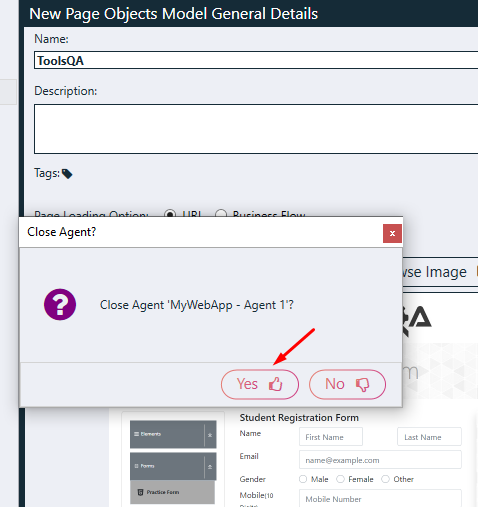 New Page Objects Model General Details
Name:
ToolsQA
Description:
Tags:
Page Loading Option: URL Business Flow
Close Agent?
x
wse Image
Close Agent 'MyWebApp - Agent 1'?
Yes No
Student Registration Form
Elements
Name First Name Last Name
Forms
Email name@example.com
Practice Form
Gender Male Female Other
Mobile(10 Mobile Number